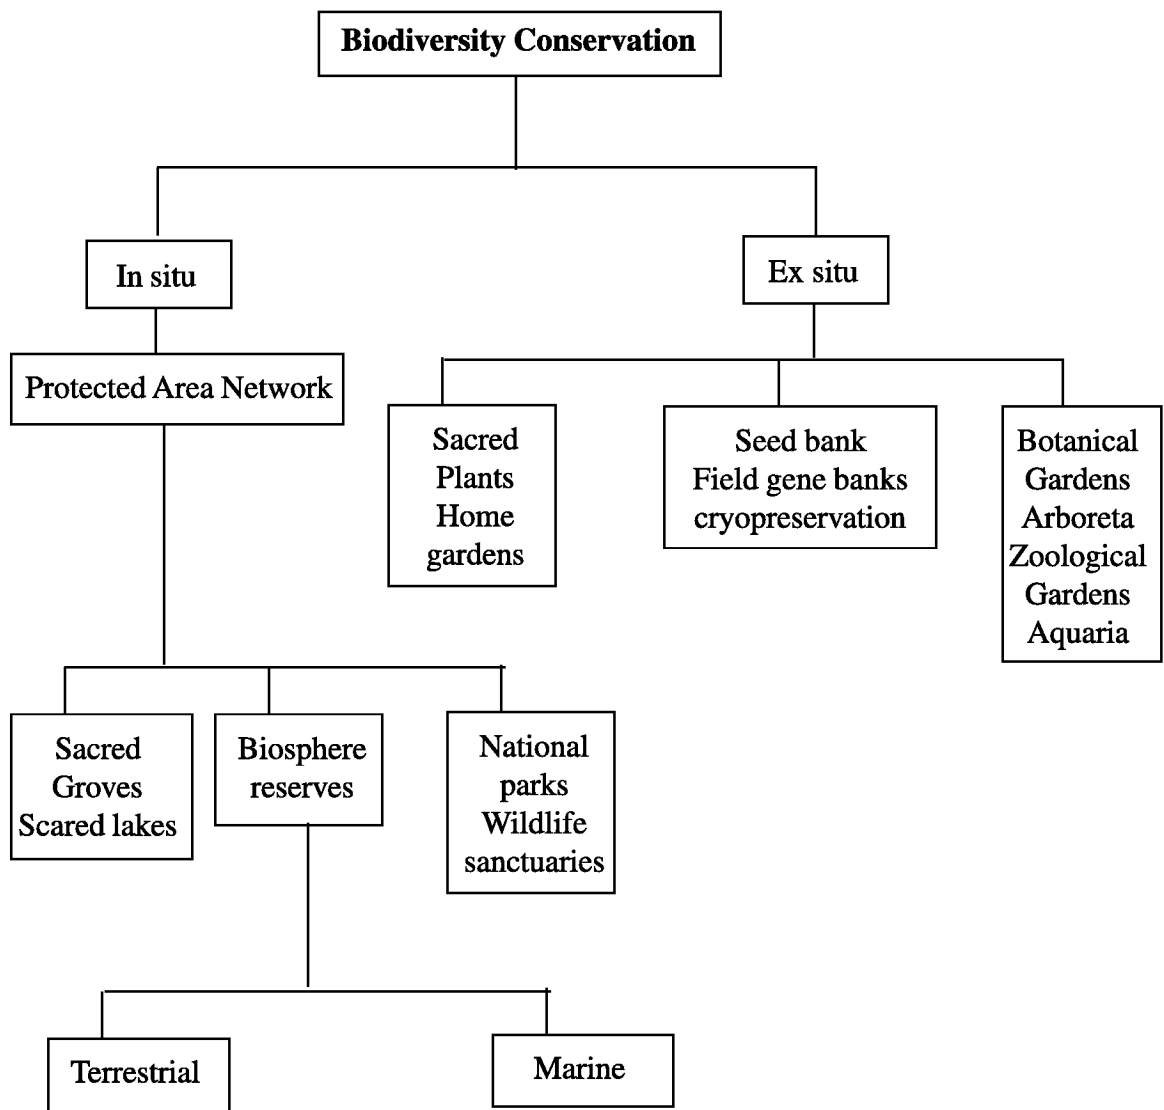 Biodiversity Conservation
In situ
Ex situ
Protected Area Network
Sacred
Plants
Home
gardens
Seed bank
Field gene banks
cryopreservation
Botanical
Gardens
Arboreta
Zoological
Gardens
Aquaria
Sacred
Groves
Scared lakes
Biosphere
reserves
National
parks
Wildlife
sanctuaries
Terrestrial
Marine